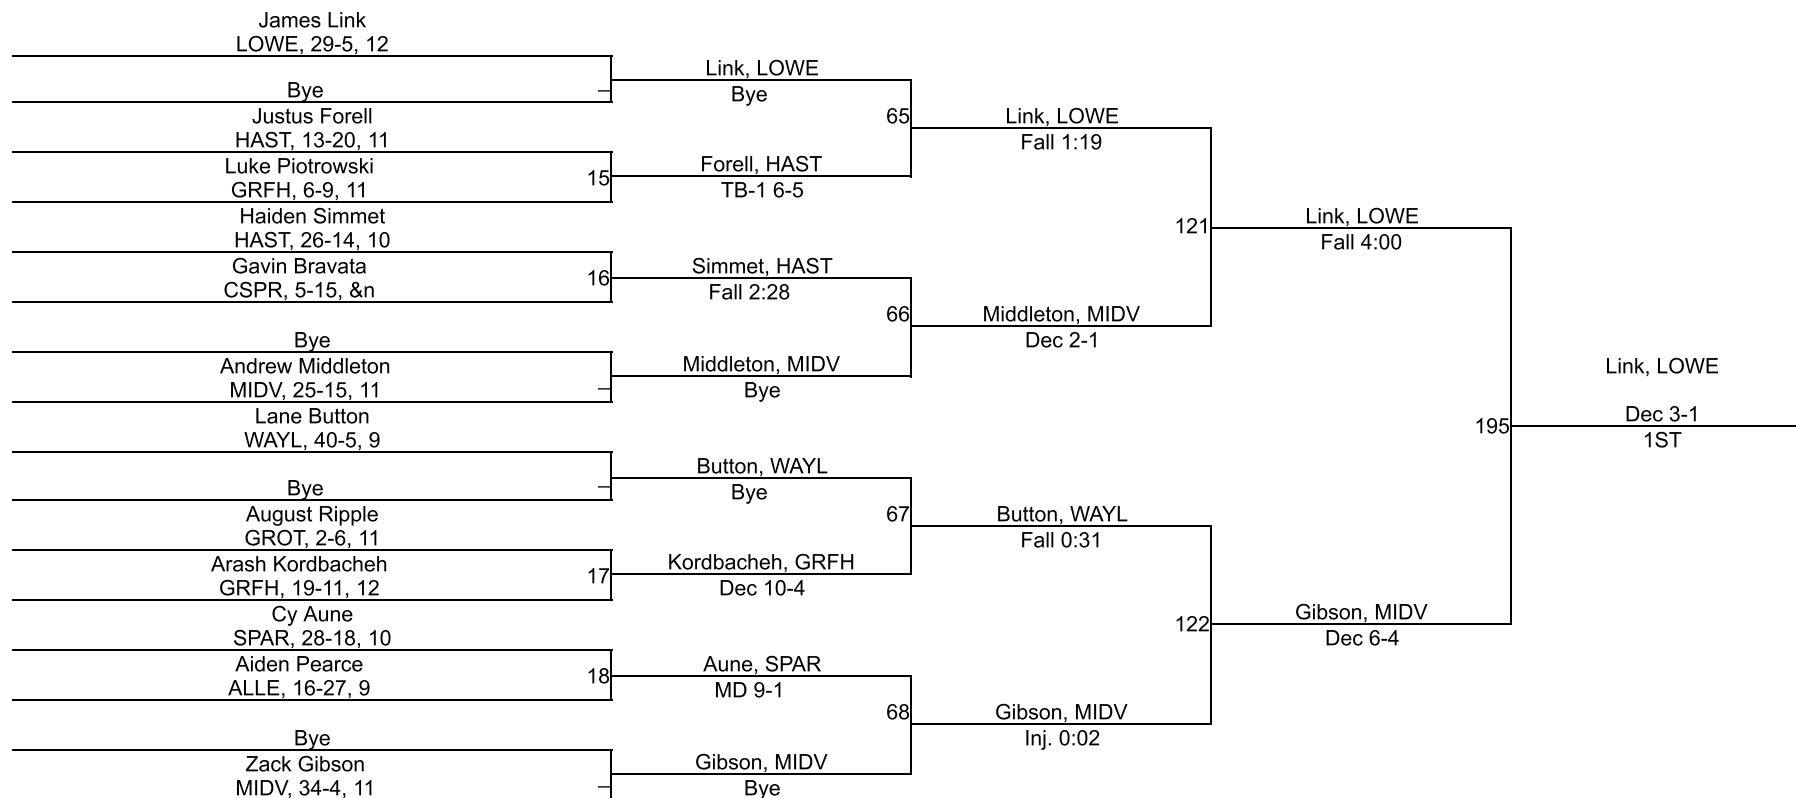 James Link
LOWE, 29-5, 12
Bye
Justus Forell
HAST, 13-20, 11
Luke Piotrowski
GRFH, 6-9, 11
Haiden Simmet
HAST, 26-14, 10
Gavin Bravata
CSPR, 5-15, &n
Bye
Andrew Middleton
MIDV, 25-15, 11
Lane Button
WAYL, 40-5, 9
Bye
August Ripple
GROT, 2-6, 11
Arash Kordbacheh
GRFH, 19-11, 12
Cy Aune
SPAR, 28-18, 10
Aiden Pearce
ALLE, 16-27, 9
Bye
Zack Gibson
MIDV, 34-4, 11
15
16
17
18
Link, LOWE
Bye
Forell, HAST
TB-1 6-5
Simmet, HAST
Fall 2:28
Middleton, MIDV
Bye
Button, WAYL
Bye
Kordbacheh, GRFH
Dec 10-4
Aune, SPAR
MD 9-1
Gibson, MIDV
Bye
65
66
67
68
Link, LOWE
Fall 1:19
Middleton, MIDV
Dec 2-1
Button, WAYL
Fall 0:31
Gibson, MIDV
Inj. 0:02
121
122
Link, LOWE
Fall 4:00
Gibson, MIDV
Dec 6-4
195
Link, LOWE
Dec 3-1
1ST